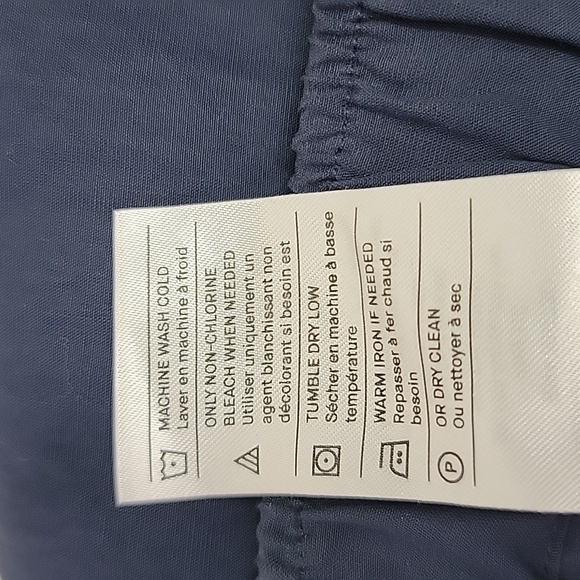 MACHINE WASH COLD
Laver en machine à froid
ONLY NON-CHLORINE
BLEACH WHEN NEEDED
Utiliser uniquement un
agent blanchissant non
décolorant si besoin est
TUMBLE DRY LOW
Sécher en machine à basse
température
WARM IRON IF NEEDED
Repasser à fer chaud si
besoin
OR DRY CLEAN
Ou nettoyer à sec
P